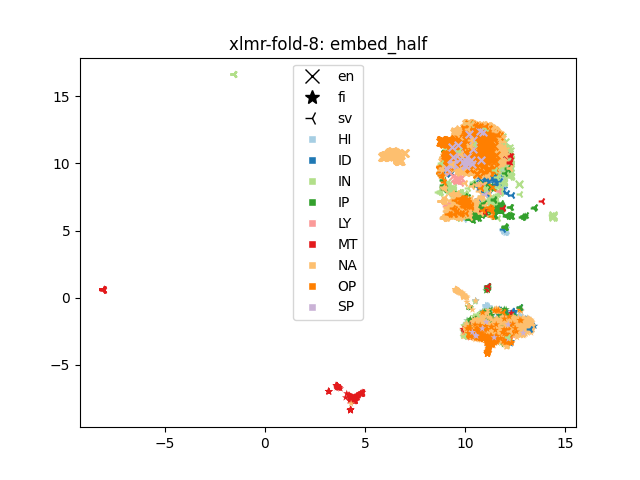 xlmr-fold-8: embed_half
en
fi
sv
HI
ID
IN
IP
LY
MT
NA
OP
SP
15
10
5
0
−5
−5
0
5
10
15